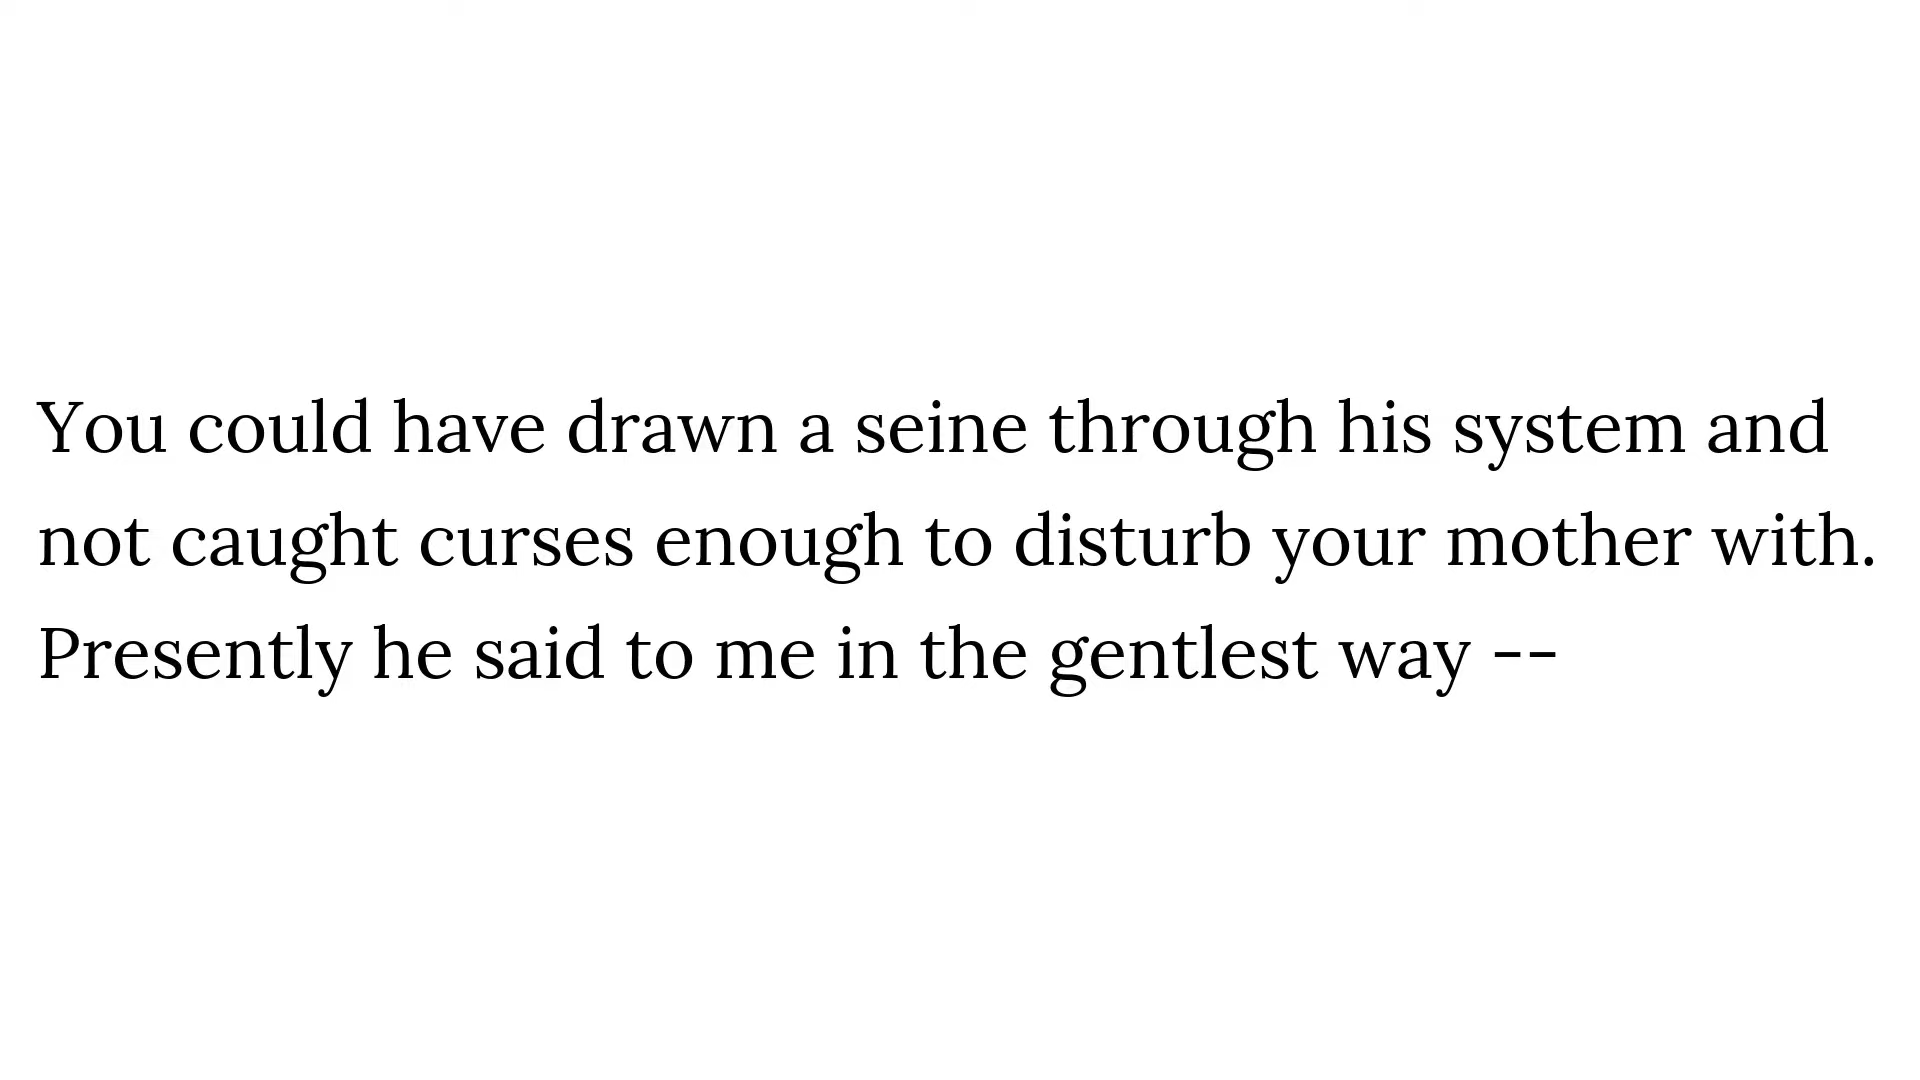 You could have drawn a seine through his system and
not caught curses enough to disturb your mother with.
Presently he said to me in the gentlest way --